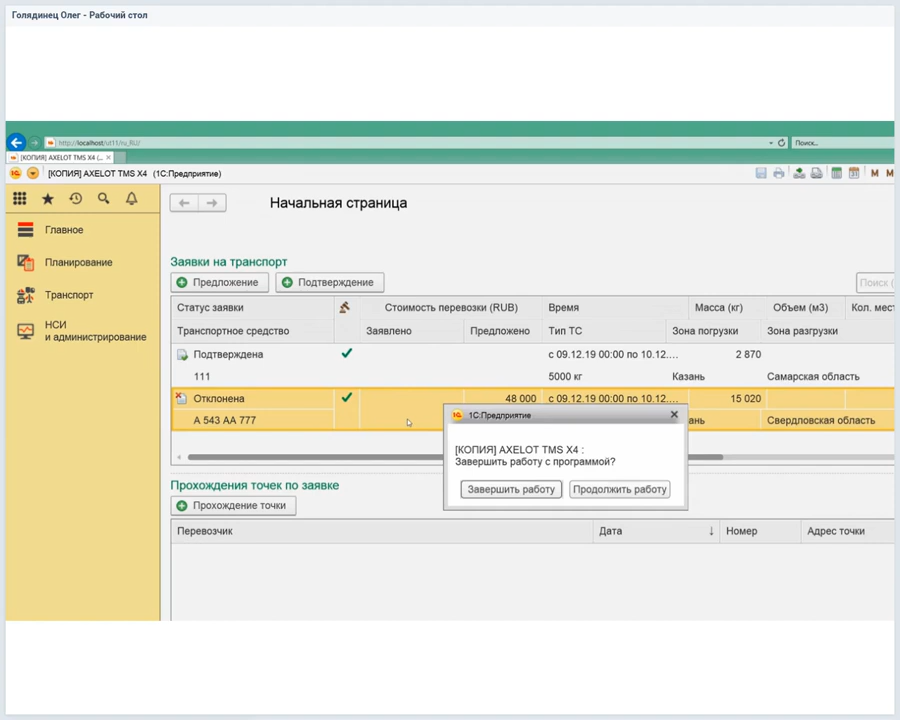 Голядинец Олег - Рабочий стол
http://localhost/ut11/ru_RU/
Поиск...
[КОПИЯ] AXELOT TMS X4 (...
[КОПИЯ] AXELOT TMS X4 (1С:Предприятие)
M M
Начальная страница
Главное
Планирование
Транспорт
НСИ
и администрирование
Заявки на транспорт
Предложение
Подтверждение
Поиск (
Статус заявки
Стоимость перевозки (RUB)
Время
Масса (кг)
Объем (м3)
Кол. мест
Транспортное средство
Заявлено
Предложено
Тип ТС
Зона погрузки
Зона разгрузки
Подтверждена
с 09.12.19 00:00 по 10.12....
2 870
111
5000 кг
Казань
Самарская область
Отклонена
48 000
с 09.12.19 00:00 по 10.12....
15 020
А 543 АА 777
ань
Свердловская область
1С:Предприятие
[КОПИЯ] AXELOT TMS X4 :
Завершить работу с программой?
Завершить работу
Продолжить работу
Прохождения точек по заявке
Прохождение точки
Перевозчик
Дата
↓
Номер
Адрес точки